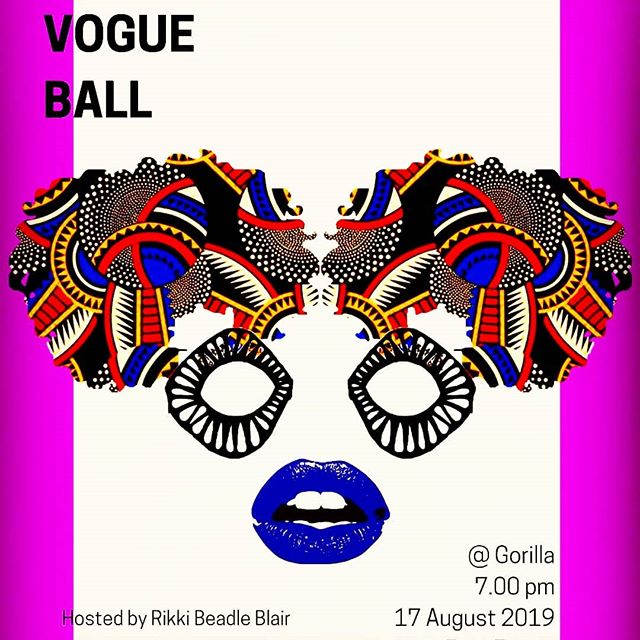 VOGUE
BALL
@ Gorilla
7.00 pm
Hosted by Rikki Beadle Blair
17 August 2019